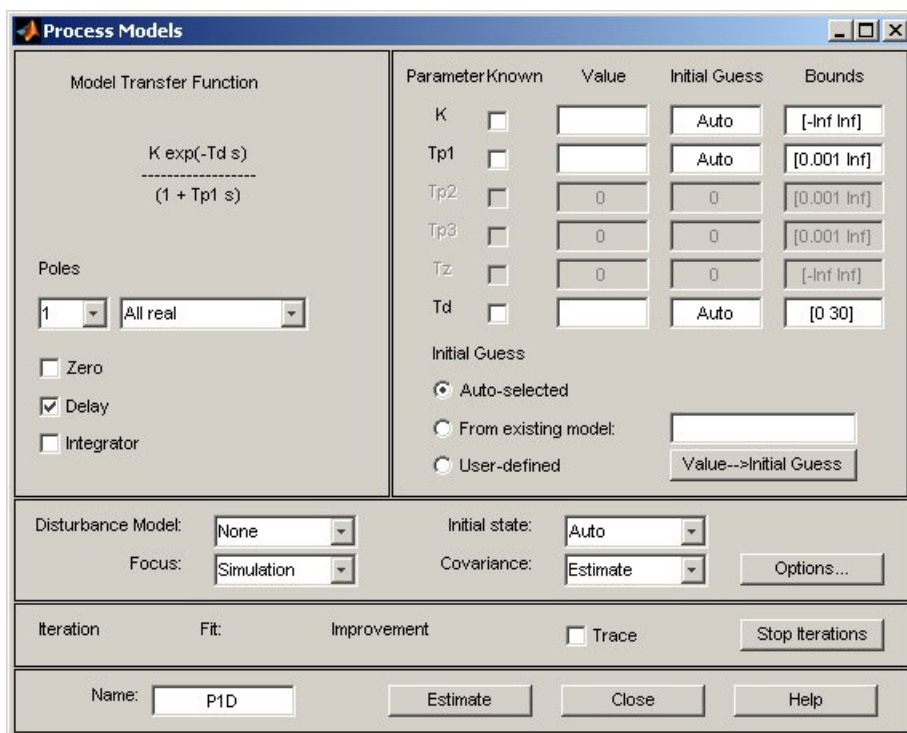 Process Models
Model Transfer Function
K exp(-Td s)
------------------
(1 + Tp1 s)
Poles
1 All real
Zero
Delay
Integrator
Parameter Known Value Initial Guess Bounds
K Auto [-Inf Inf]
Tp1 Auto [0.001 Inf]
Tp2 0 0 [0.001 Inf]
Tp3 0 0 [0.001 Inf]
Tz 0 0 [-Inf Inf]
Td Auto [0 30]
Initial Guess
Auto-selected
From existing model:
User-defined Value-->Initial Guess
Disturbance Model: None Initial state: Auto
Focus: Simulation Covariance: Estimate Options...
Iteration Fit: Improvement Trace Stop Iterations
Name: P1D Estimate Close Help